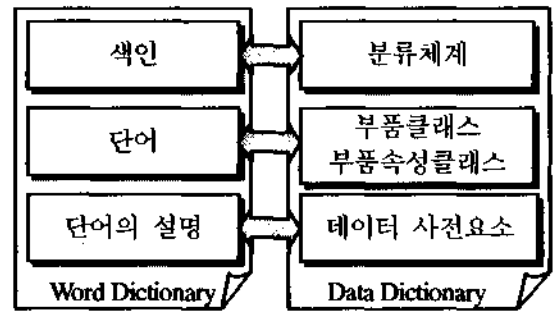 색인
분류체계
단어
부품클래스
부품속성클래스
단어의 설명
데이터 사전요소
Word Dictionary
Data Dictionary